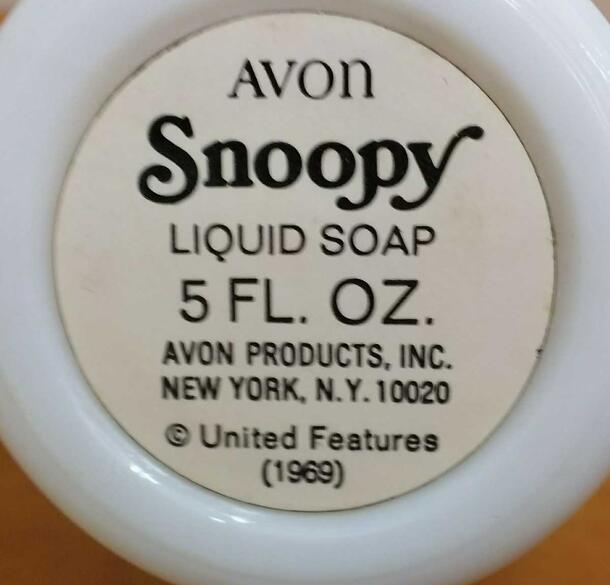 AVON
Snoopy
LIQUID SOAP
5 FL. OZ.
AVON PRODUCTS, INC.
NEW YORK, N.Y. 10020
© United Features
(1969)